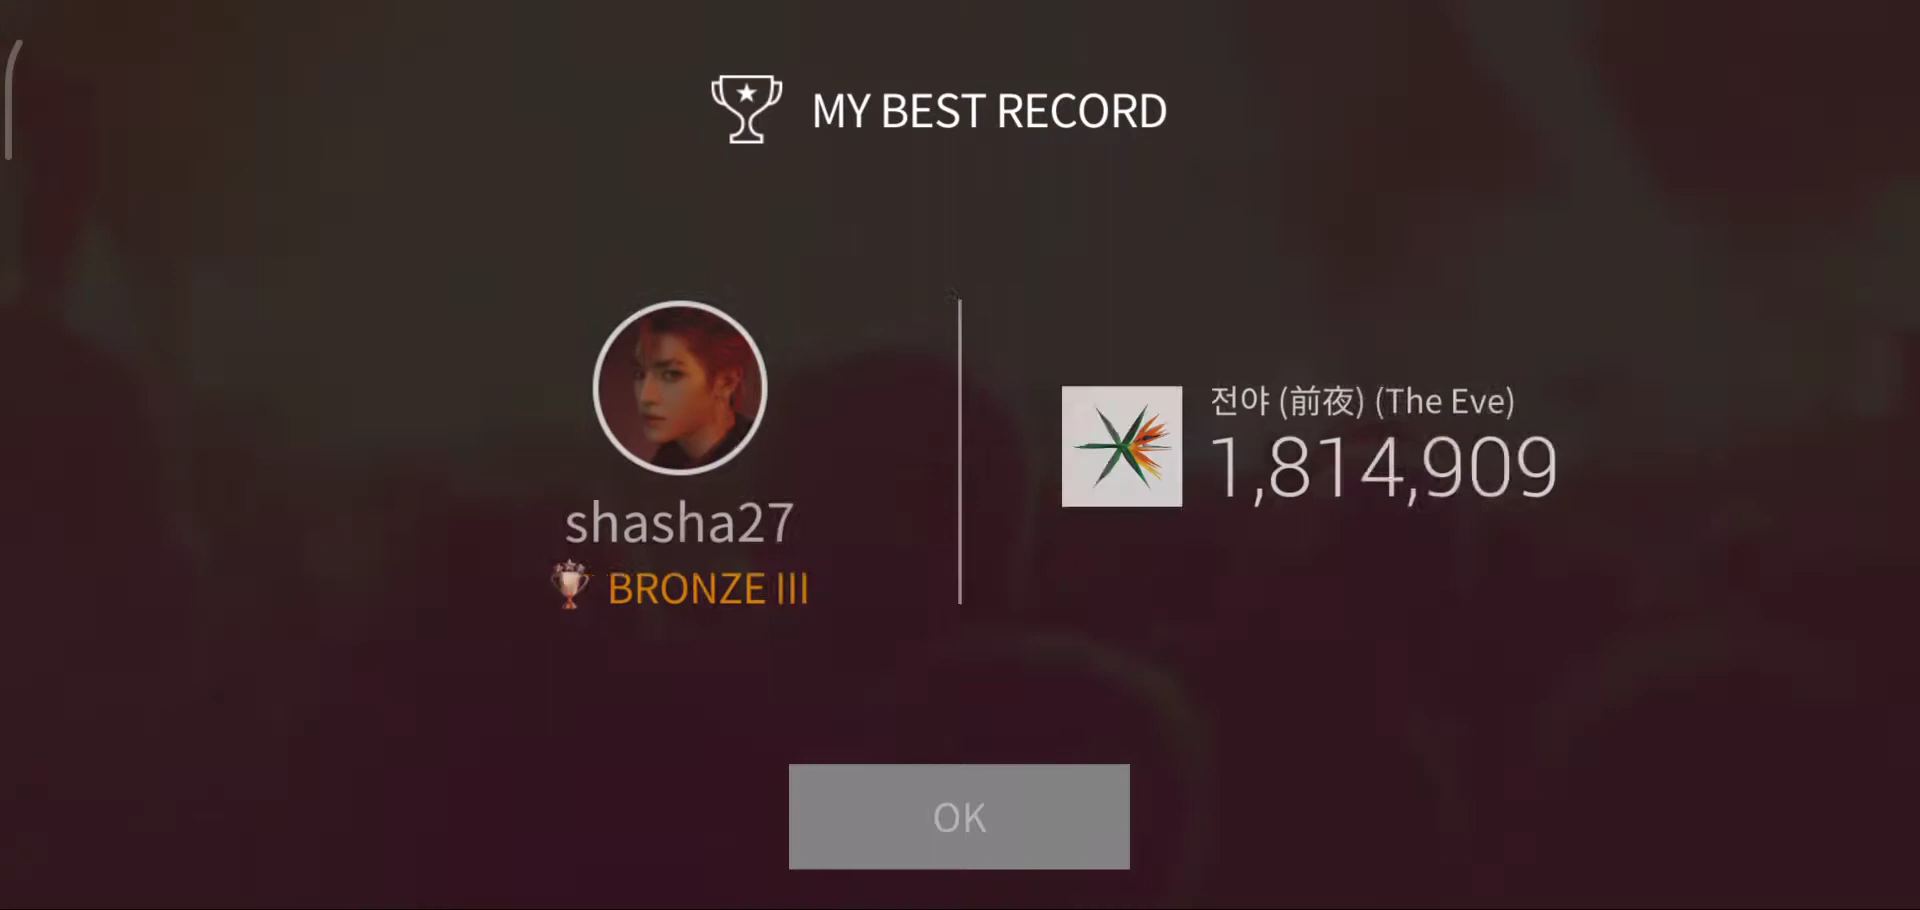 MY BEST RECORD
shasha27
BRONZE III
전야 (前夜) (The Eve)
1,814,909
OK